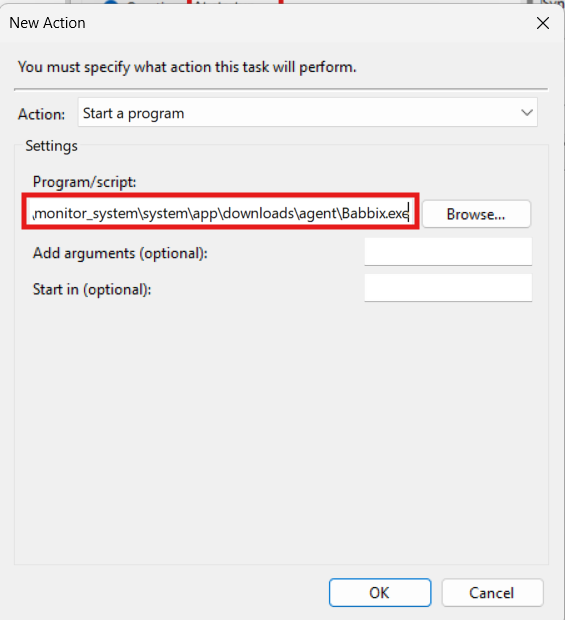 New Action
You must specify what action this task will perform.
Action: Start a program
Settings
Program/script:
\monitor_system\system\app\downloads\agent\Babbix.exe Browse...
Add arguments (optional):
Start in (optional):
OK Cancel